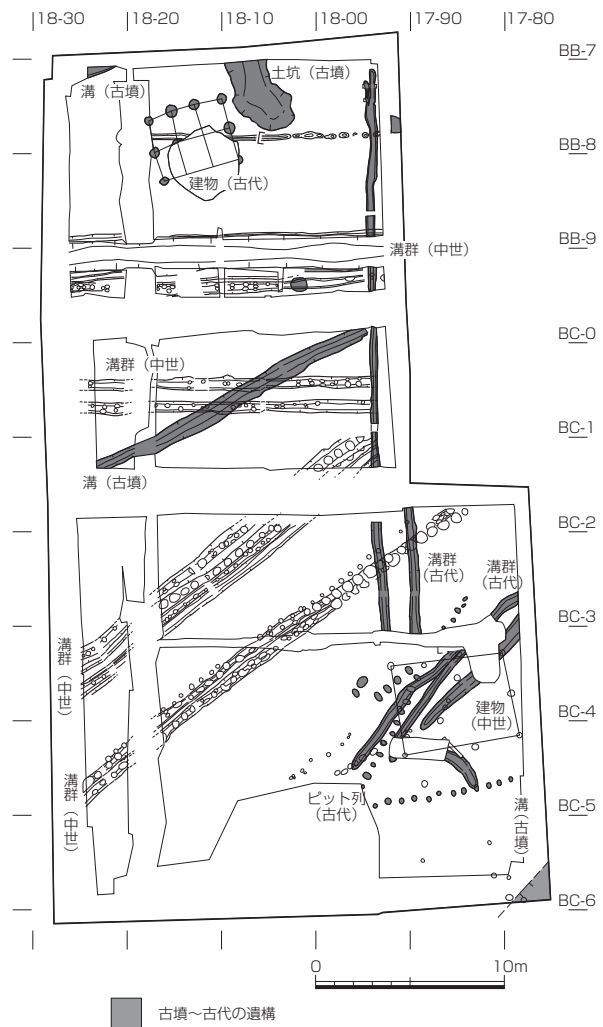 18-30
18-20
18-10
18-00
17-90
17-80
BB-7
溝（古墳）
土坑（古墳）
BB-8
建物（古代）
BB-9
溝群（中世）
BC-0
溝群（中世）
BC-1
溝（古墳）
BC-2
溝群
（古代）
溝群
（古代）
BC-3
溝群（中世）
建物
（中世）
BC-4
溝群（中世）
ピット列
（古代）
溝（古墳）
BC-5
BC-6
0
10m
古墳～古代の遺構